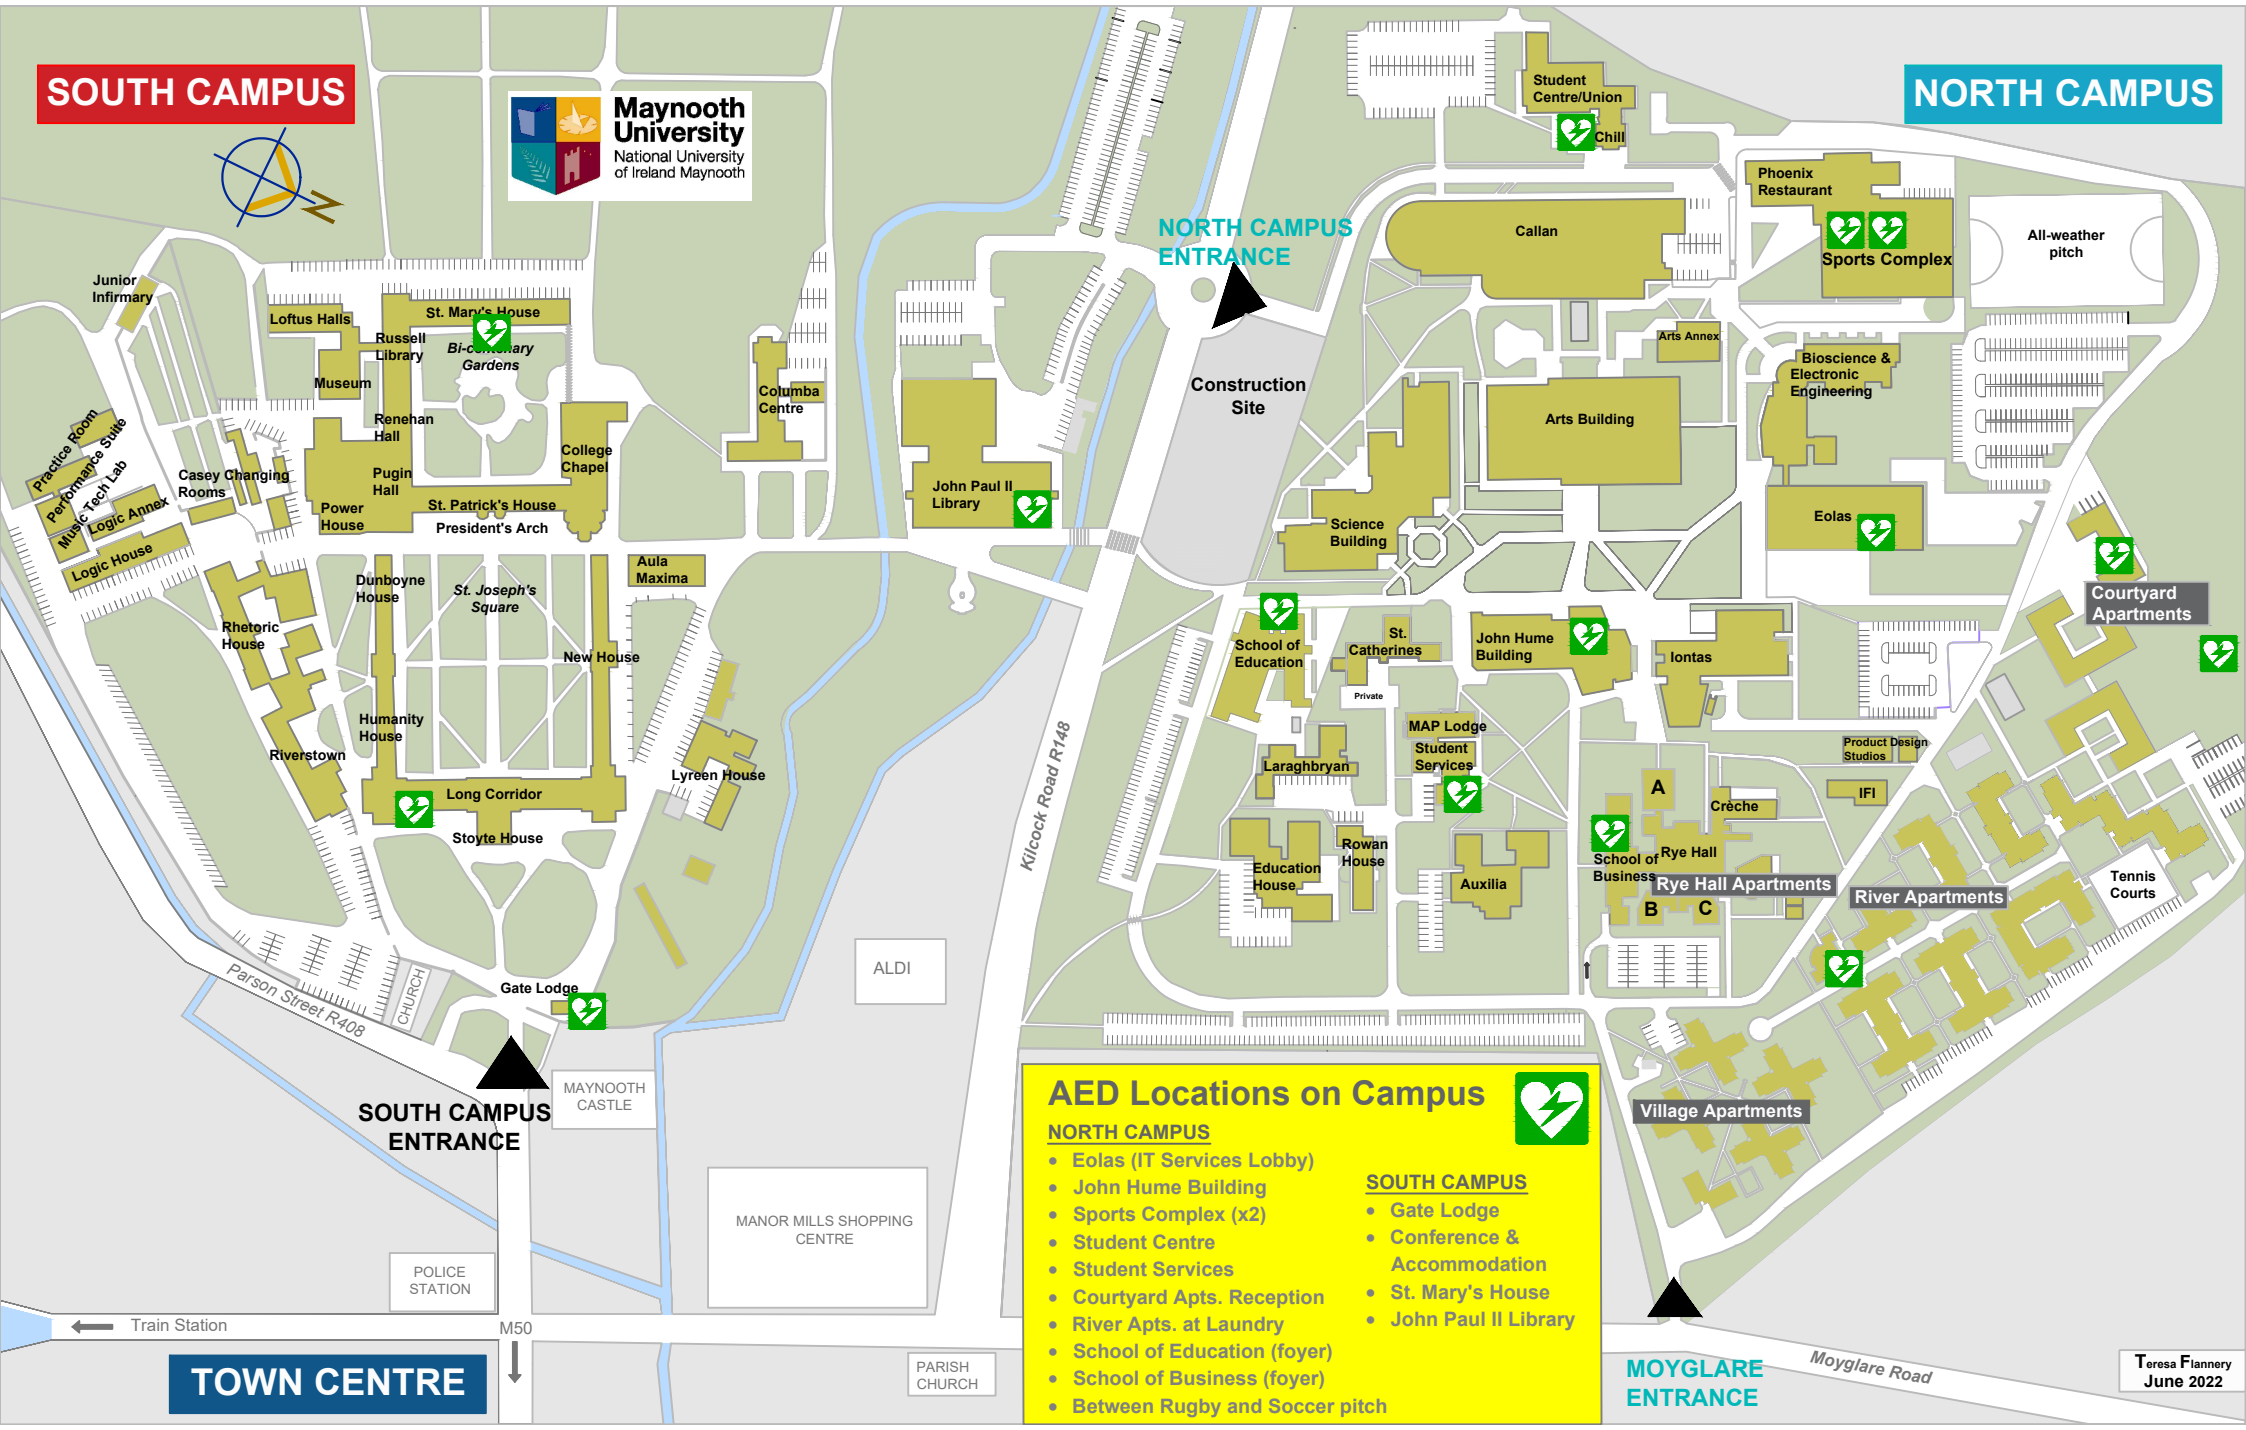 SOUTH CAMPUS
Maynooth
University
National University
of Ireland Maynooth
NORTH CAMPUS
Student
Centre/Union
Chill
Phoenix
Restaurant
Sports Complex
All-weather
pitch
Callan
NORTH CAMPUS
ENTRANCE
Junior
Infirmary
Loftus Halls
St. Mary's House
Russell
Library
Bi-centenary
Gardens
Museum
Renehan
Hall
Columba
Centre
College
Chapel
Pugin
Hall
Power
House
St. Patrick's House
President's Arch
Practice Room
Performance Suite
Music Tech Lab
Logic Annex
Logic House
Casey Changing
Rooms
John Paul II
Library
Construction
Site
Arts Annex
Arts Building
Bioscience &
Electronic
Engineering
Science
Building
Eolas
Courtyard
Apartments
Dunboyne
House
St. Joseph's
Square
Aula
Maxima
Rhetoric
House
New House
Humanity
House
Riverstown
Lyreen House
Long Corridor
Stoyte House
School of
Education
St.
Catherines
Private
John Hume
Building
Iontas
MAP Lodge
Student
Services
Laraghbryan
Product Design
Studios
IFI
A
Crèche
Rye Hall
School of
Business
Rye Hall Apartments
B
C
River Apartments
Tennis
Courts
Education
House
Rowan
House
Auxilia
Kilcock Road R148
ALDI
Parson Street R408
CHURCH
Gate Lodge
MAYNOOTH
CASTLE
SOUTH CAMPUS
ENTRANCE
MANOR MILLS SHOPPING
CENTRE
POLICE
STATION
Train Station
M50
TOWN CENTRE
PARISH
CHURCH
Village Apartments
AED Locations on Campus
NORTH CAMPUS
• Eolas (IT Services Lobby)
• John Hume Building
• Sports Complex (x2)
• Student Centre
• Student Services
• Courtyard Apts. Reception
• River Apts. at Laundry
• School of Education (foyer)
• School of Business (foyer)
• Between Rugby and Soccer pitch
SOUTH CAMPUS
• Gate Lodge
• Conference &
Accommodation
• St. Mary's House
• John Paul II Library
MOYGLARE
ENTRANCE
Moyglare Road
Teresa Flannery
June 2022
N